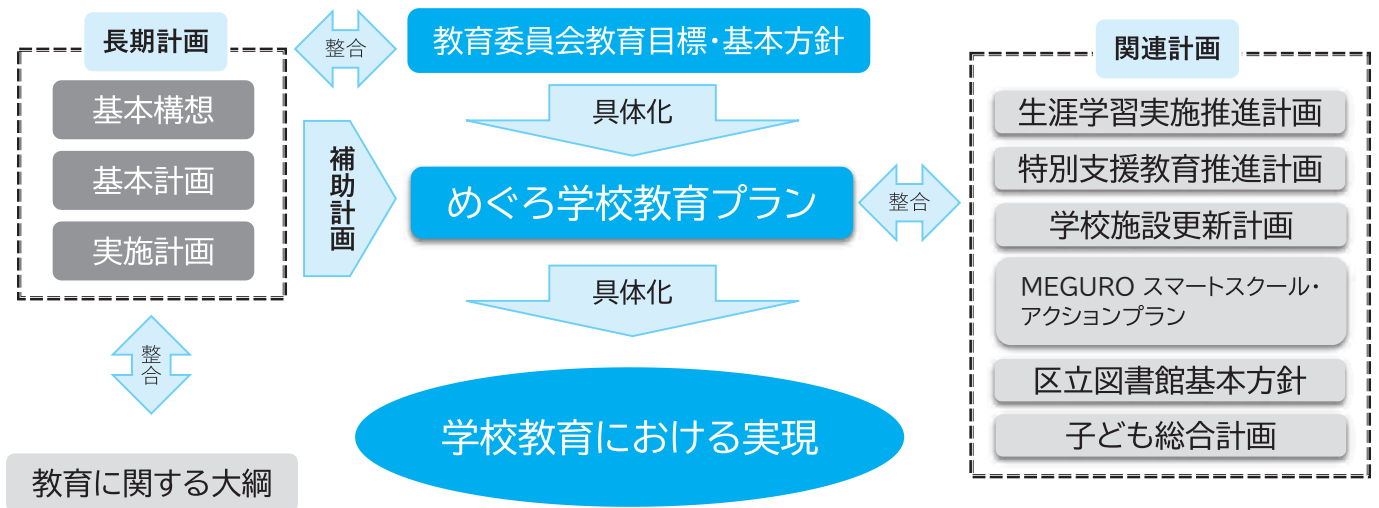 長期計画
基本構想
基本計画
実施計画
整合
教育に関する大綱
整合
教育委員会教育目標・基本方針
具体化
補助計画
めぐろ学校教育プラン
整合
具体化
学校教育における実現
関連計画
生涯学習実施推進計画
特別支援教育推進計画
学校施設更新計画
MEGURO スマートスクール・
アクションプラン
区立図書館基本方針
子ども総合計画